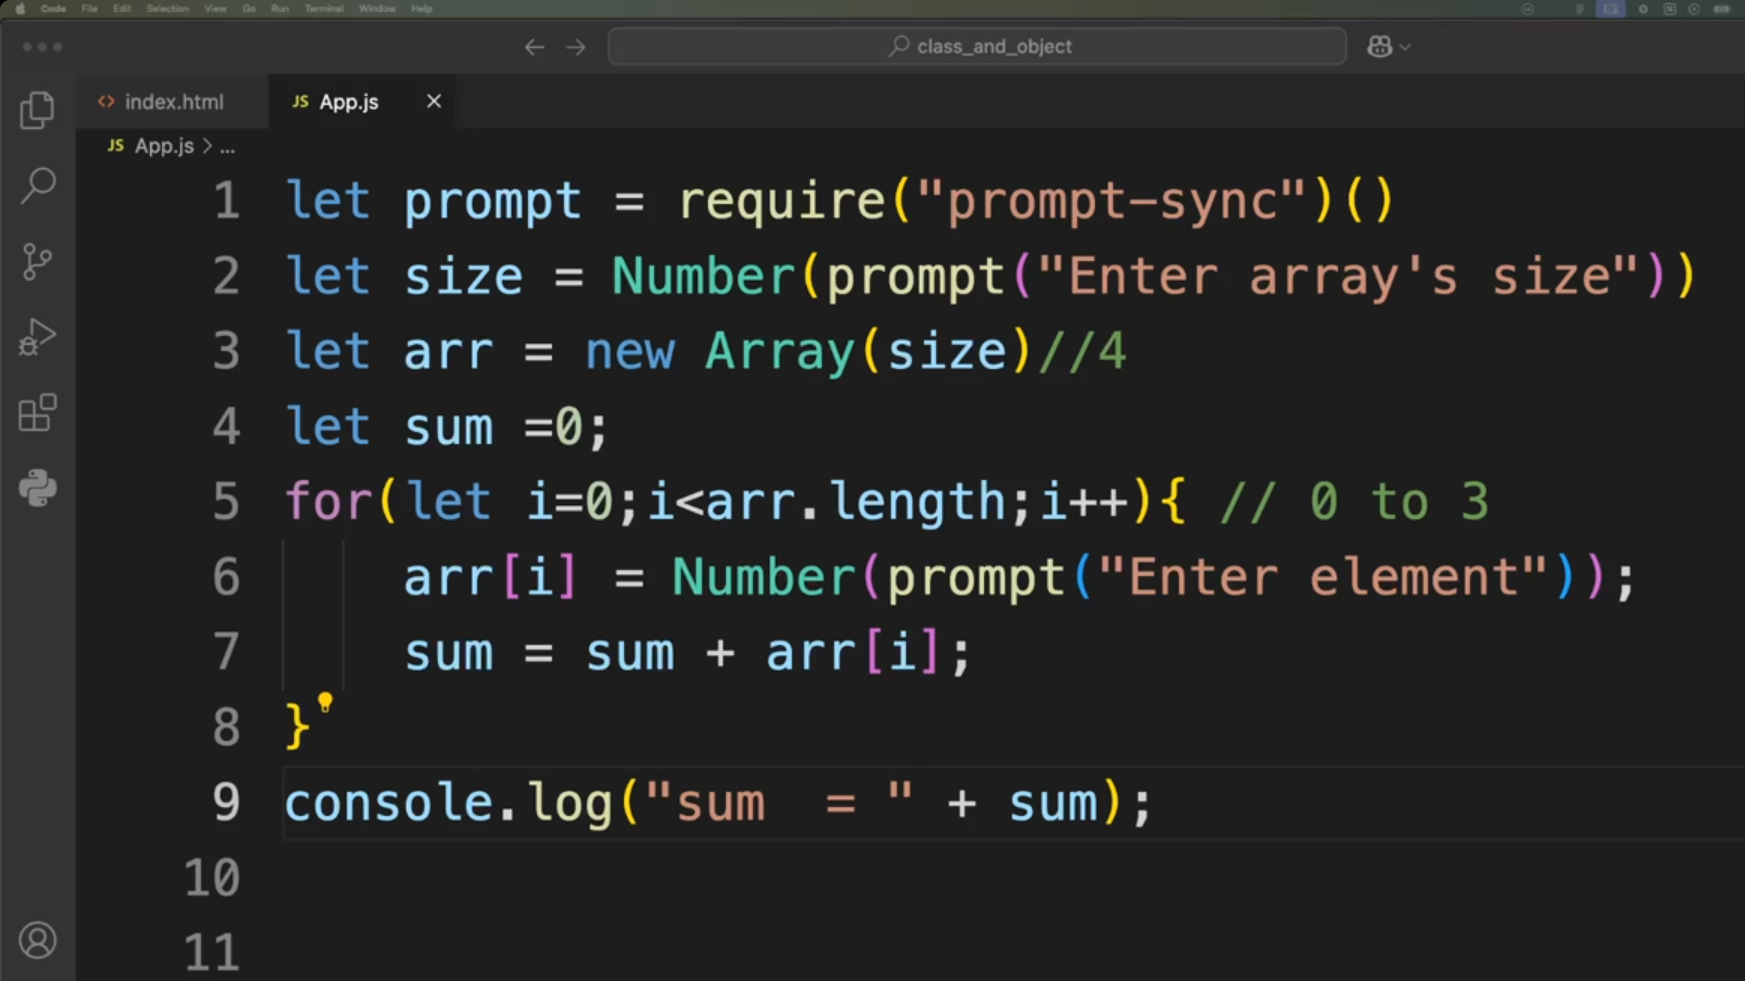 Code File Edit Selection View Go Run Terminal Window Help
class_and_object
index.html
JS App.js
JS App.js > ...
1 let prompt = require("prompt-sync")()
2 let size = Number(prompt("Enter array's size"))
3 let arr = new Array(size)//4
4 let sum =0;
5 for(let i=0;i<arr.length;i++){ // 0 to 3
6 arr[i] = Number(prompt("Enter element"));
7 sum = sum + arr[i];
8 }
9 console.log("sum  = " + sum);
10
11